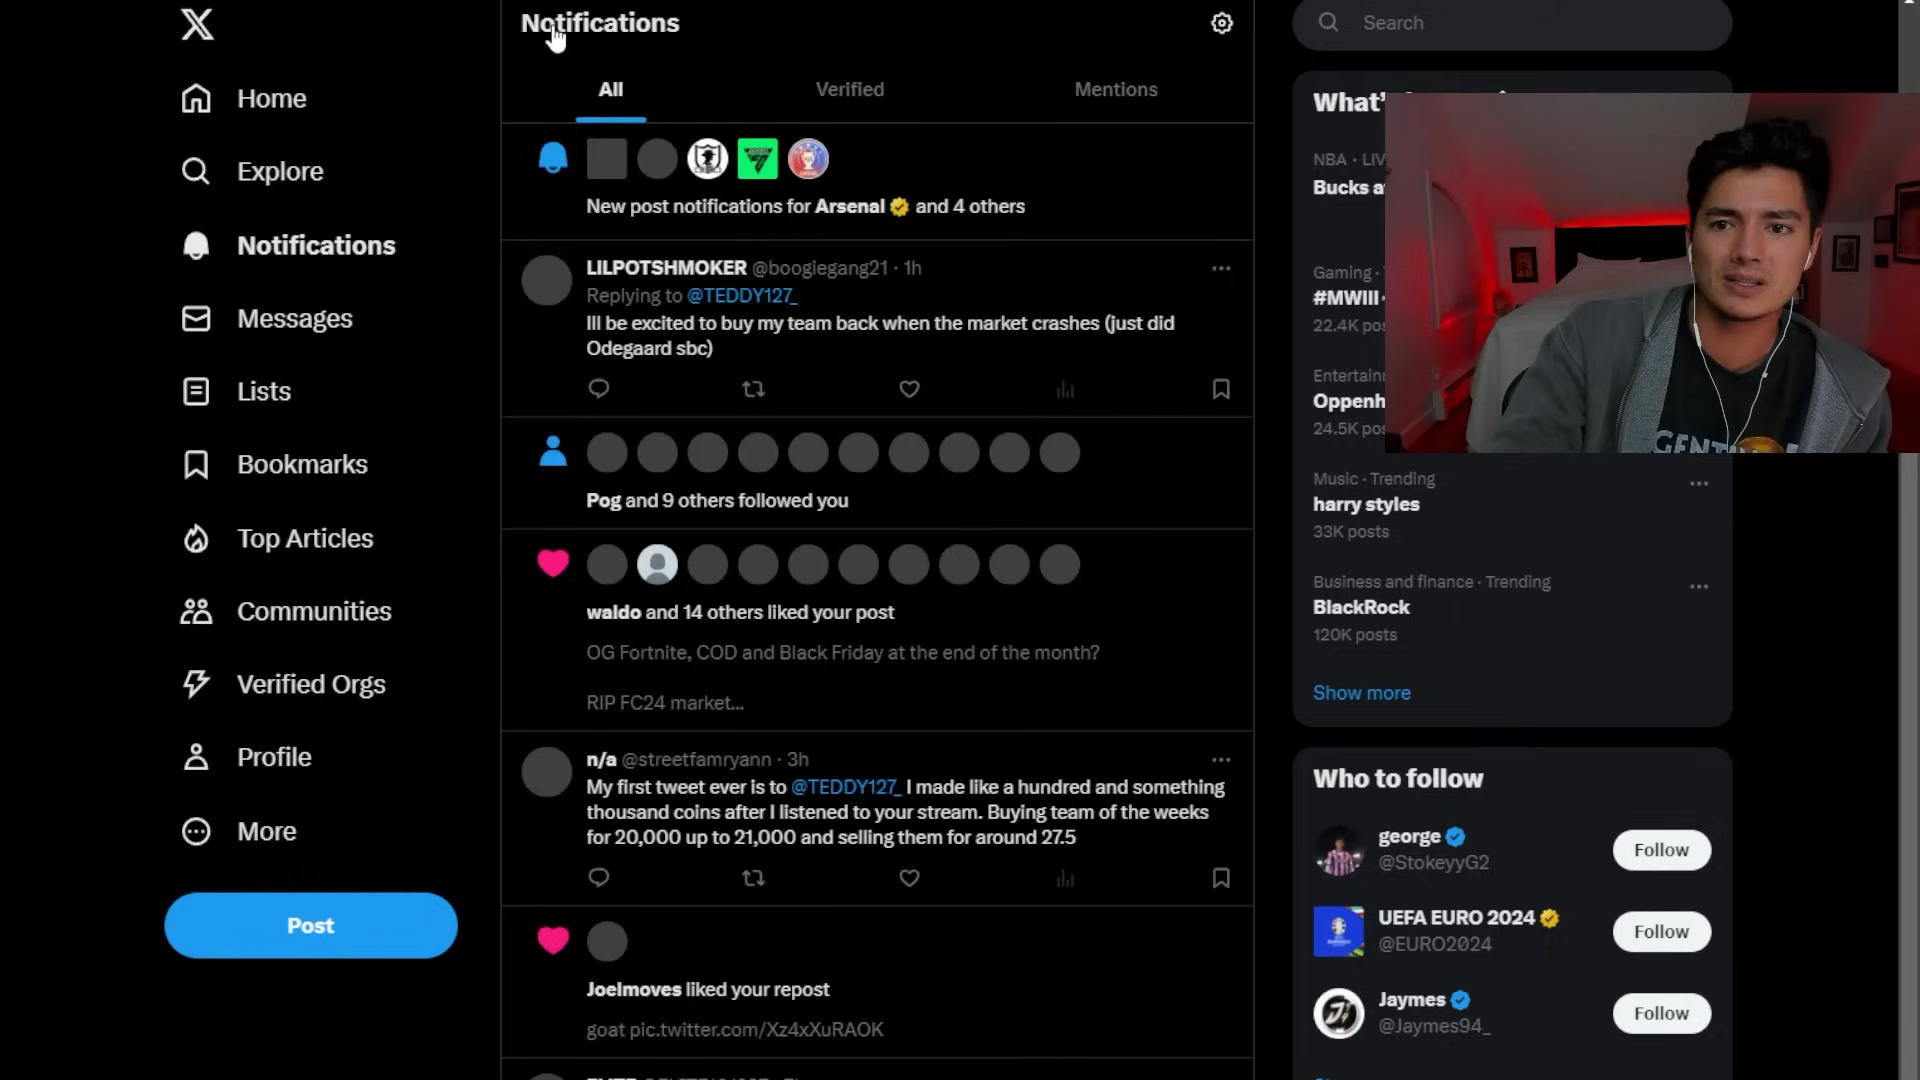 Home
Explore
Notifications
Messages
Lists
Bookmarks
Top Articles
Communities
Verified Orgs
Profile
More
Post
Notifications
All
Verified
Mentions
New post notifications for Arsenal and 4 others
LILPOTSHMOKER @boogiegang21 · 1h
Replying to @TEDDY127_
Ill be excited to buy my team back when the market crashes (just did
Odegaard sbc)
Pog and 9 others followed you
waldo and 14 others liked your post
OG Fortnite, COD and Black Friday at the end of the month?
RIP FC24 market...
n/a @streetfamryann · 3h
My first tweet ever is to @TEDDY127_ I made like a hundred and something
thousand coins after I listened to your stream. Buying team of the weeks
for 20,000 up to 21,000 and selling them for around 27.5
Joelmoves liked your repost
goat pic.twitter.com/Xz4xXuRAOK
Search
What'
NBA · LIV
Bucks a
Gaming ·
#MWIII
22.4K pos
Entertainm
Oppenh
24.5K pos
Music · Trending
harry styles
33K posts
Business and finance · Trending
BlackRock
120K posts
Show more
Who to follow
george
@StokeyyG2
Follow
UEFA EURO 2024
@EURO2024
Follow
Jaymes
@Jaymes94_
Follow